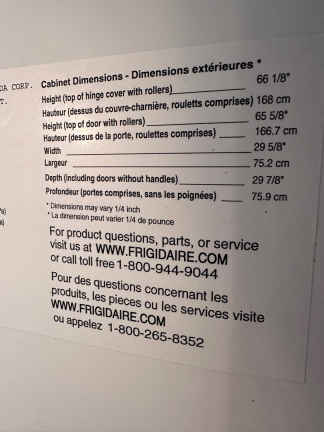 DA CORP.
T.
Cabinet Dimensions - Dimensions extérieures *
Height (top of hinge cover with rollers) 66 1/8"
Hauteur (dessus du couvre-charnière, rouletts comprises) 168 cm
Height (top of door with rollers) 65 5/8"
Hauteur (dessus de la porte, roulettes comprises) 166.7 cm
Width 29 5/8"
Largeur 75.2 cm
Depth (including doors without handles) 29 7/8"
Profondeur (portes comprises, sans les poignées) 75.9 cm
* Dimensions may vary 1/4 inch
* La dimension peut varier 1/4 de pouce
For product questions, parts, or service
visit us at WWW.FRIGIDAIRE.COM
or call toll free 1-800-944-9044
Pour des questions concernant les
produits, les pieces ou les services visite
WWW.FRIGIDAIRE.COM
ou appelez 1-800-265-8352